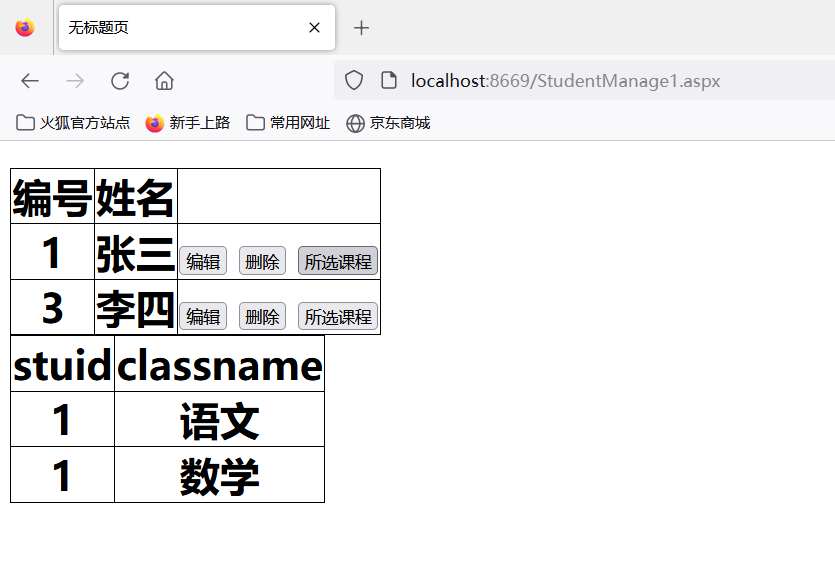 无标题页
localhost:8669/StudentManage1.aspx
火狐官方站点 新手上路 常用网址 京东商城
编号 姓名
1 张三 编辑 删除 所选课程
3 李四 编辑 删除 所选课程
stuid classname
1 语文
1 数学